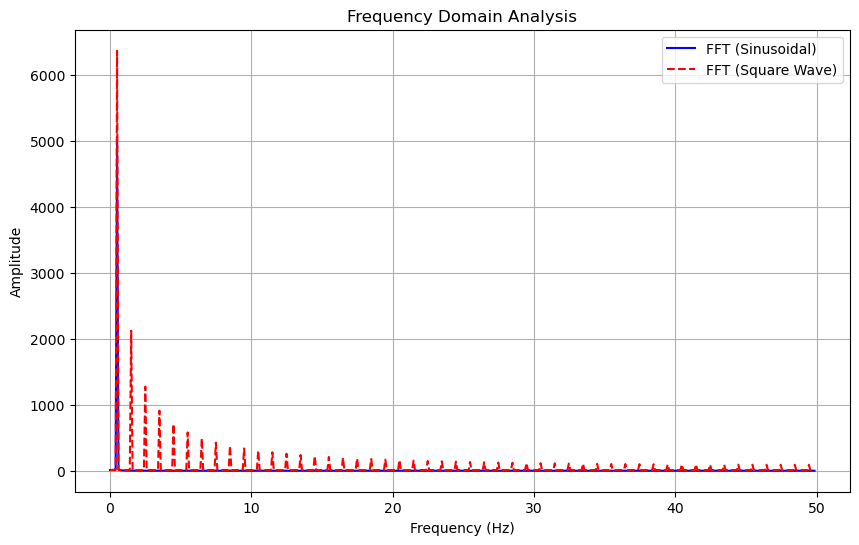 Frequency Domain Analysis
FFT (Sinusoidal)
FFT (Square Wave)
6000
5000
4000
3000
2000
1000
0
Amplitude
0 10 20 30 40 50
Frequency (Hz)